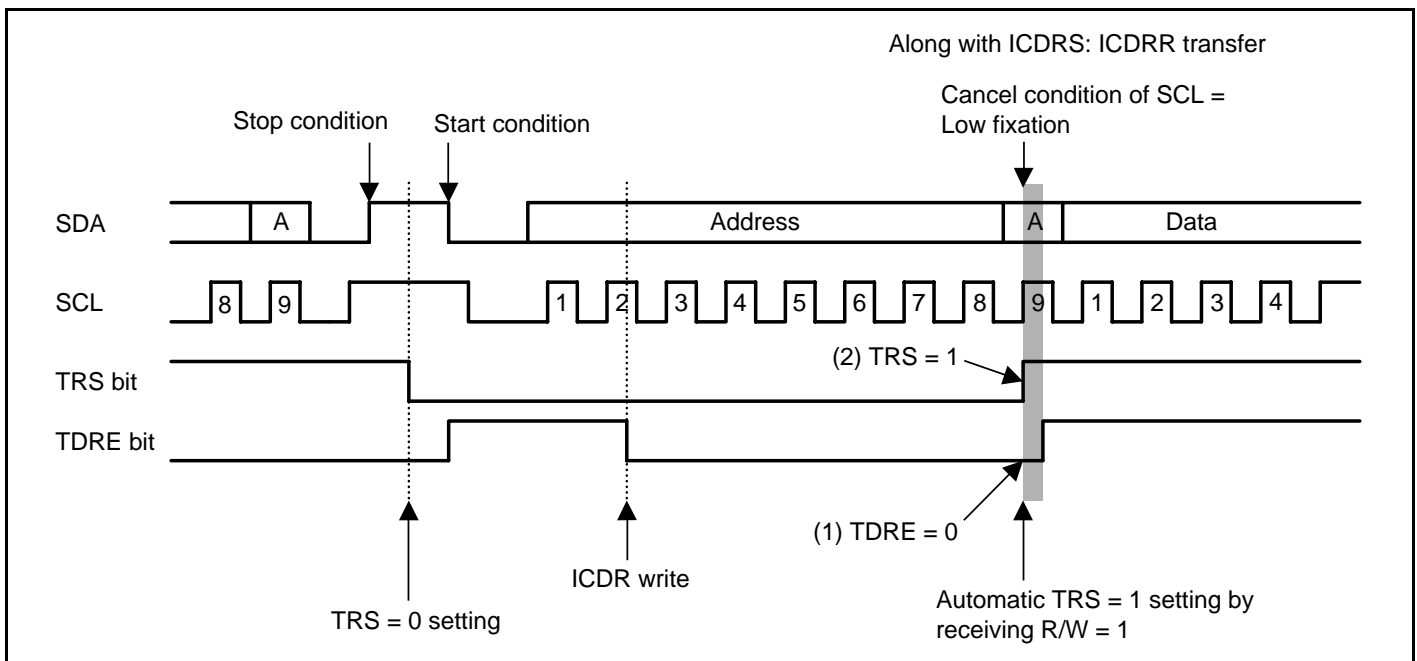 Along with ICDRS: ICDRR transfer
Cancel condition of SCL =
Low fixation
Stop condition
Start condition
SDA
A
Address
A
Data
SCL
8
9
1
2
3
4
5
6
7
8
9
1
2
3
4
(2) TRS = 1
TRS bit
TDRE bit
(1) TDRE = 0
ICDR write
TRS = 0 setting
Automatic TRS = 1 setting by
receiving R/W = 1